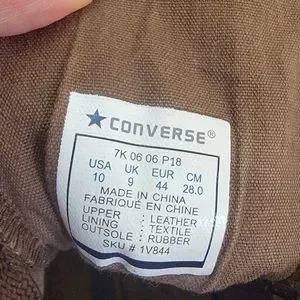 CONVERSE®
7K 06 06 P18
USA UK EUR CM
10 9 44 28.0
MADE IN CHINA
FABRIQUÉ EN CHINE
UPPER : LEATHER
LINING : TEXTILE
OUTSOLE : RUBBER
SKU # 1V844